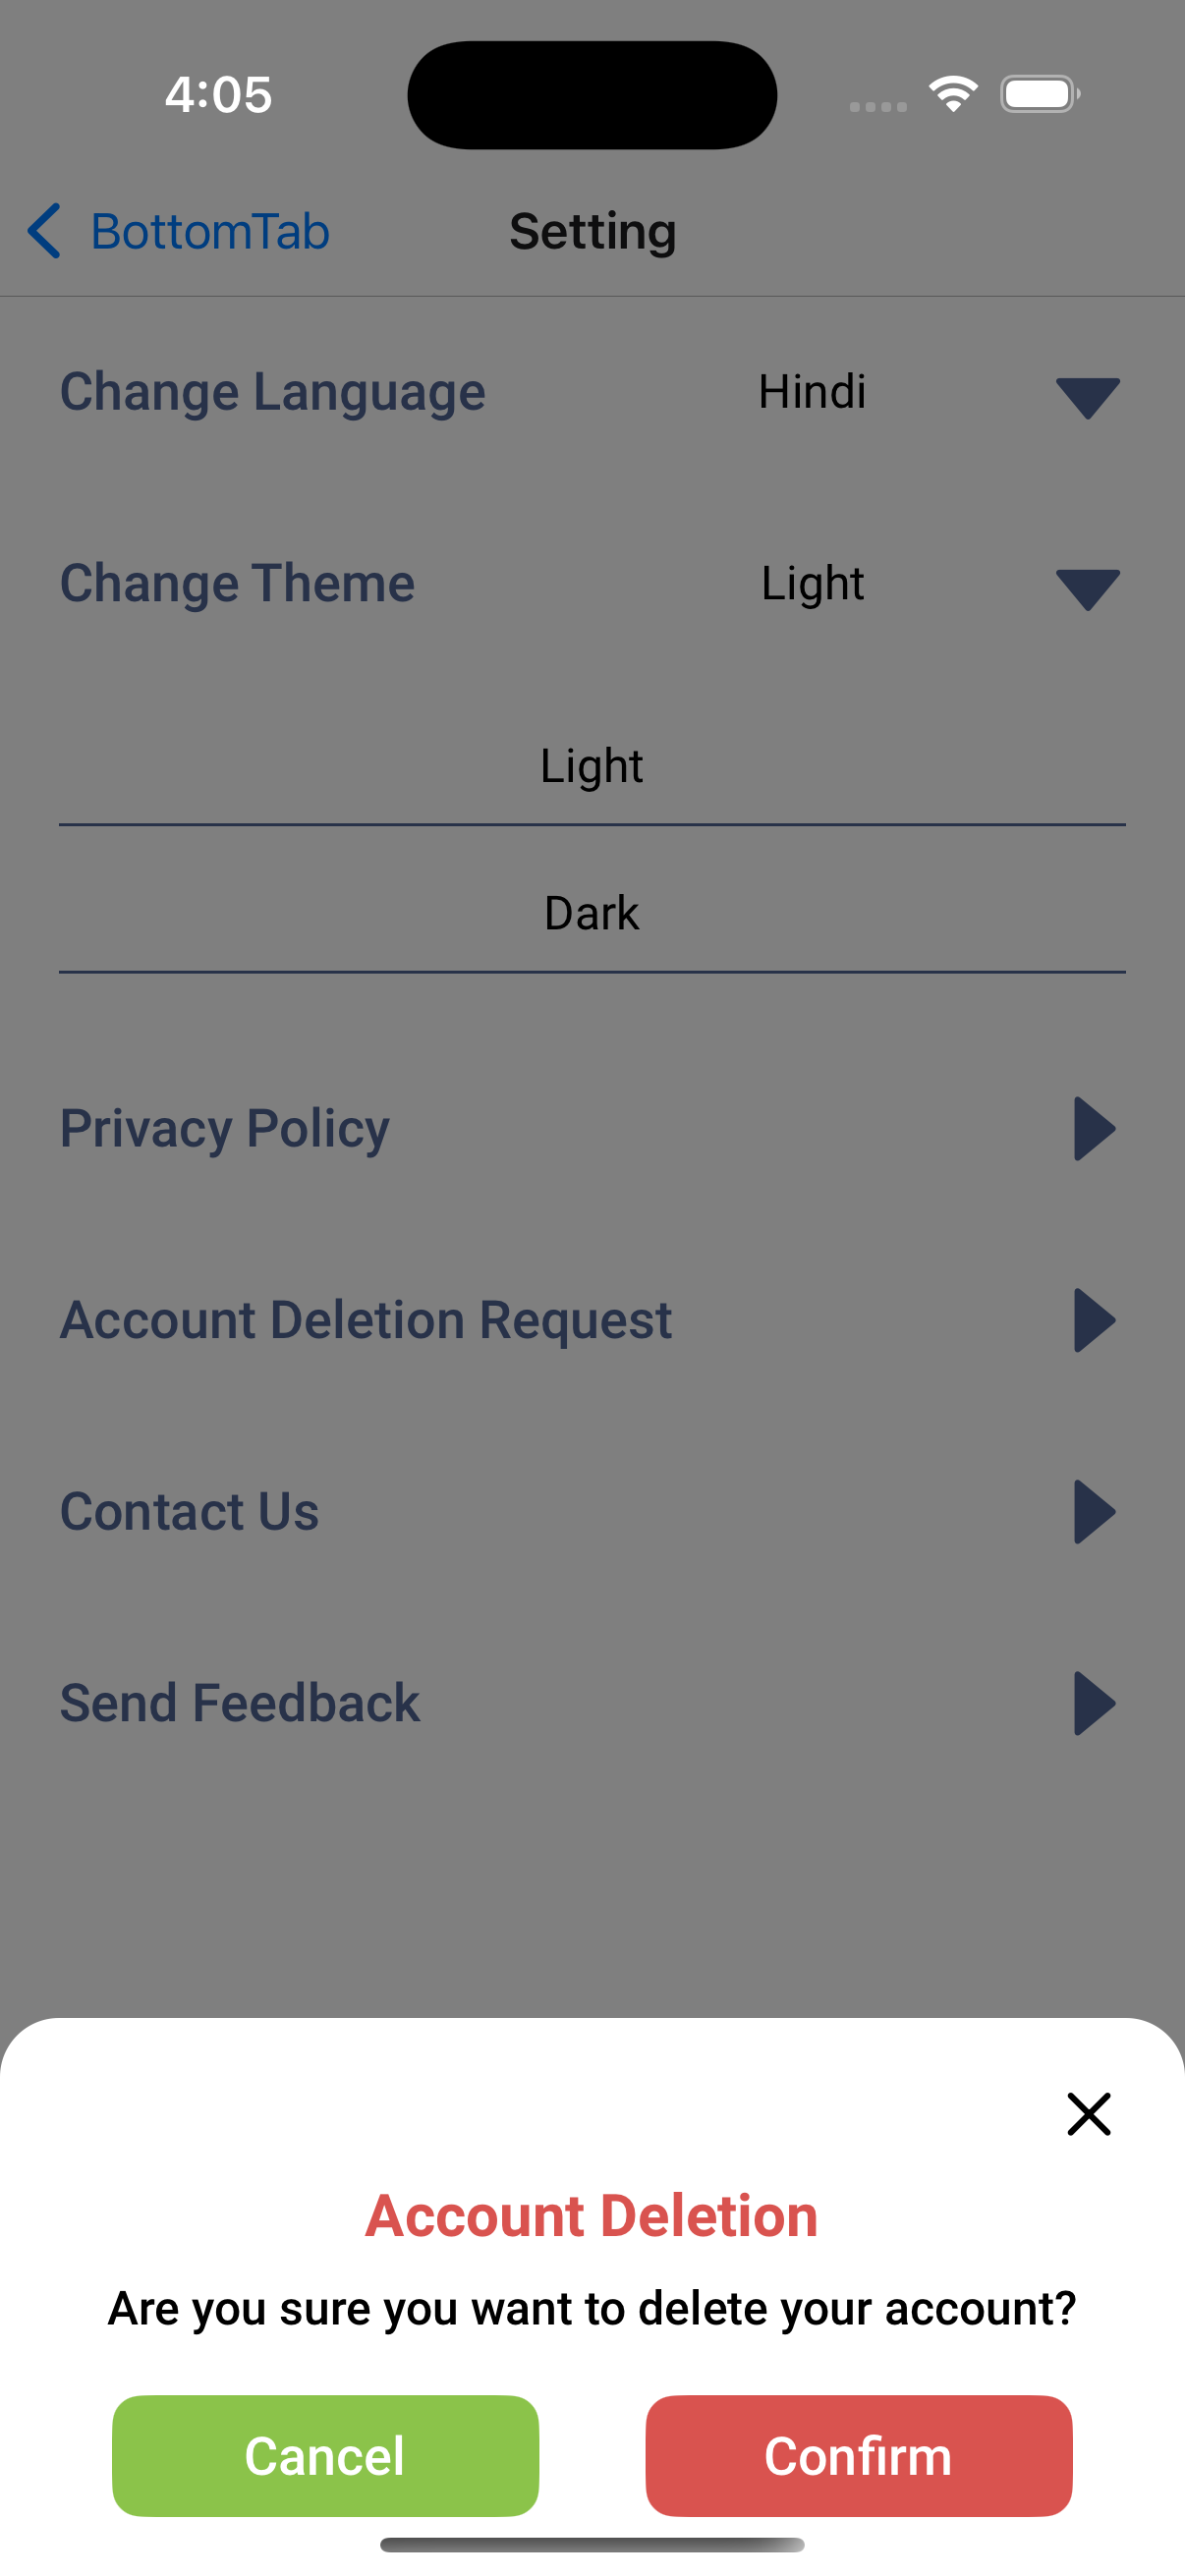 4:05
BottomTab
Setting
Change Language
Hindi
Change Theme
Light
Light
Dark
Privacy Policy
Account Deletion Request
Contact Us
Send Feedback
Account Deletion
Are you sure you want to delete your account?
Cancel
Confirm